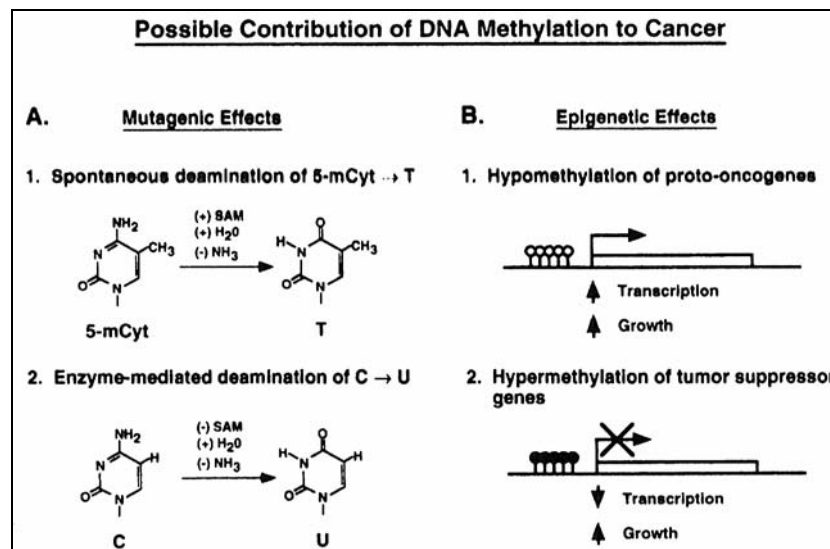 Possible Contribution of DNA Methylation to Cancer
A. Mutagenic Effects
1. Spontaneous deamination of 5-mCyt → T
NH₂
N
CH₃
O
N
5-mCyt
(+) SAM
(+) H₂O
(-) NH₃
O
H
N
CH₃
O
N
T
2. Enzyme-mediated deamination of C → U
NH₂
N
H
O
N
C
(-) SAM
(+) H₂O
(-) NH₃
O
H
N
H
O
N
U
B. Epigenetic Effects
1. Hypomethylation of proto-oncogenes
Transcription
Growth
2. Hypermethylation of tumor suppressor
genes
Transcription
Growth